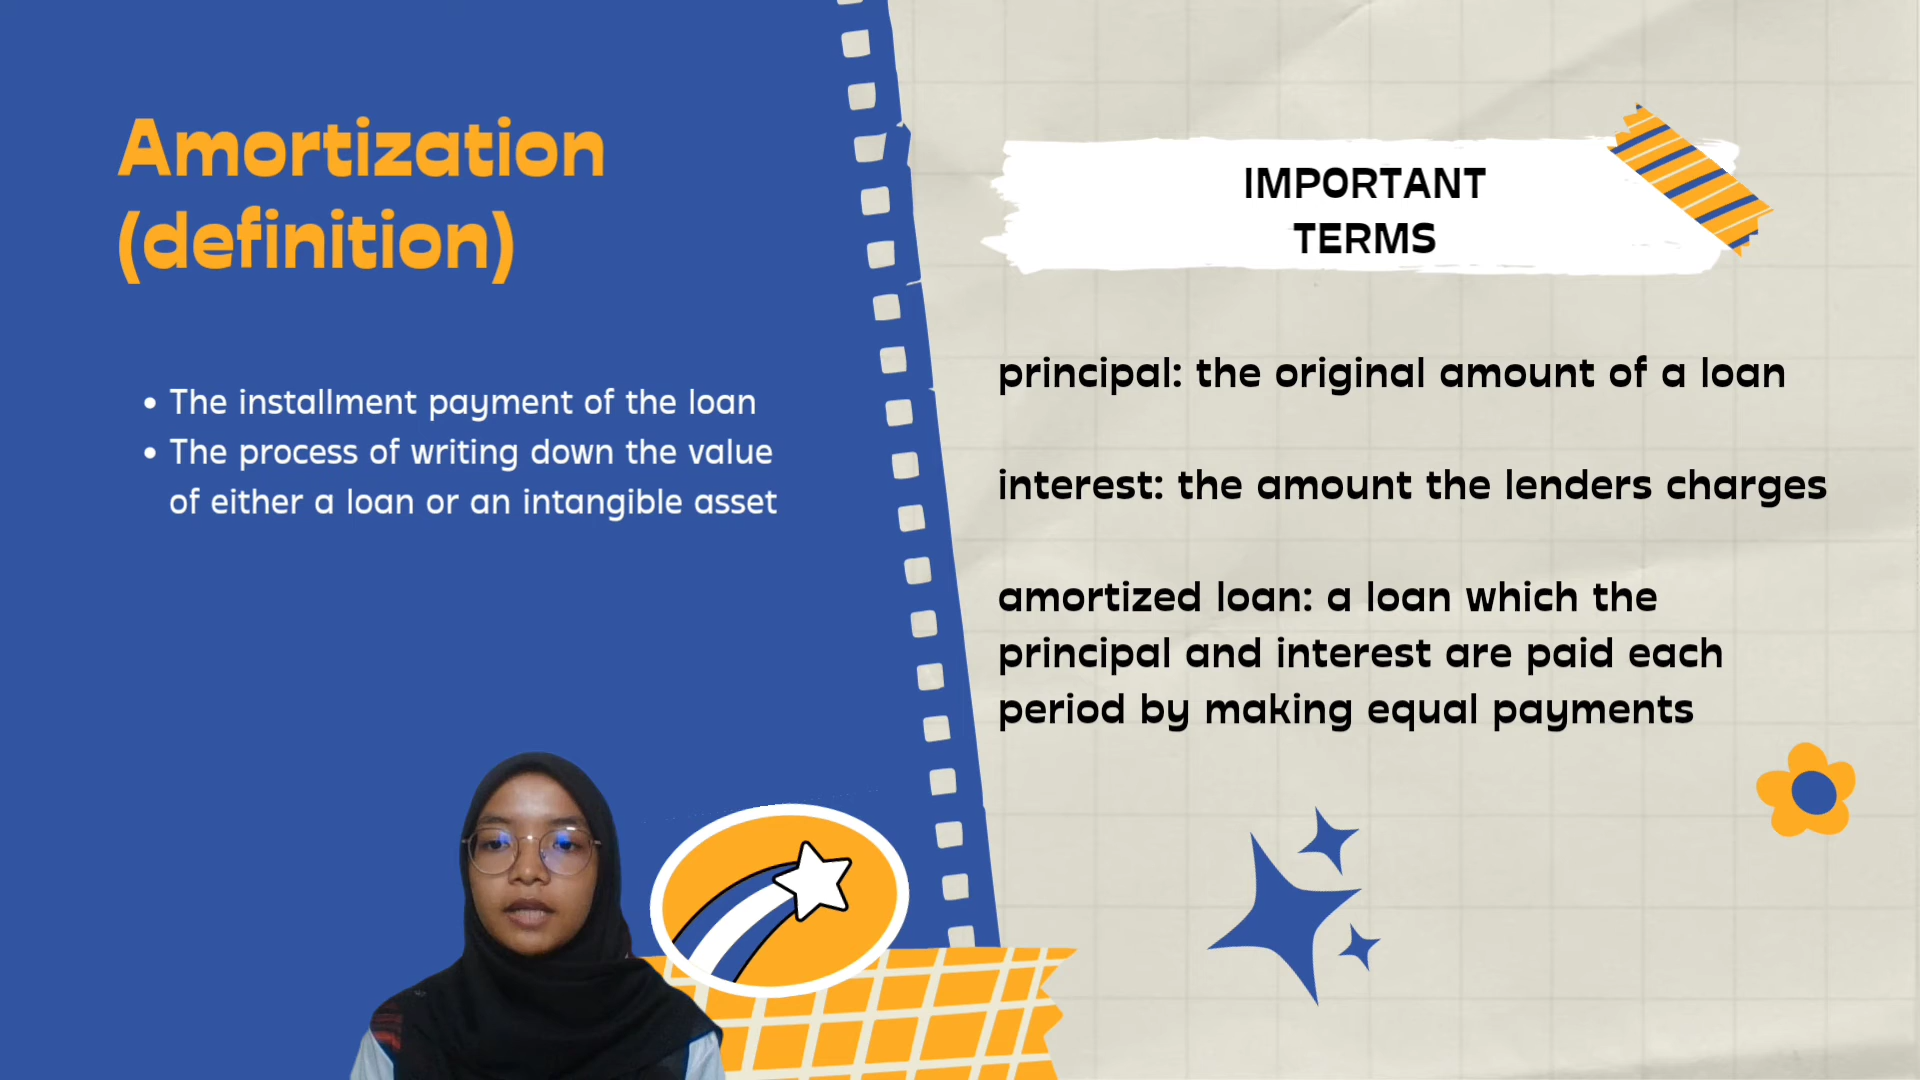 Amortization
(definition)
• The installment payment of the loan
• The process of writing down the value
of either a loan or an intangible asset
IMPORTANT
TERMS
principal: the original amount of a loan
interest: the amount the lenders charges
amortized loan: a loan which the
principal and interest are paid each
period by making equal payments